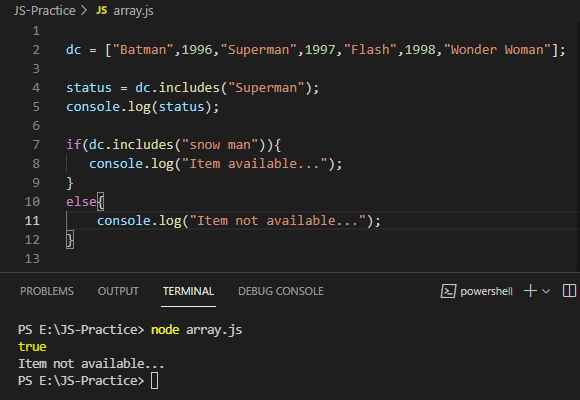 JS-Practice > JS array.js
1
2 dc = ["Batman",1996,"Superman",1997,"Flash",1998,"Wonder Woman"];
3
4 status = dc.includes("Superman");
5 console.log(status);
6
7 if(dc.includes("snow man")){
8 console.log("Item available...");
9 }
10 else{
11 console.log("Item not available...");
12 }
13
PROBLEMS OUTPUT TERMINAL DEBUG CONSOLE powershell
PS E:\JS-Practice> node array.js
true
Item not available...
PS E:\JS-Practice>